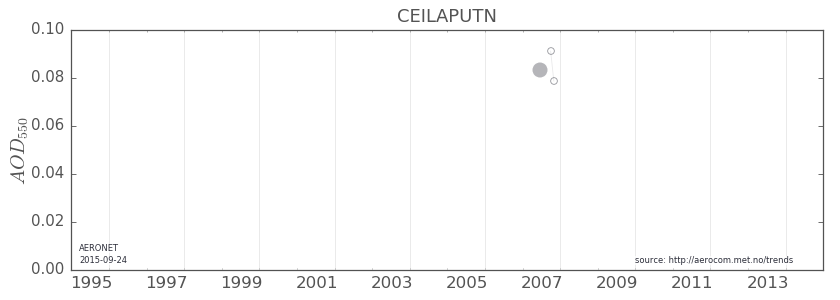 CEILAPUTN
0.10
0.08
0.06
0.04
0.02
0.00
AOD550
AERONET
2015-09-24
source: http://aerocom.met.no/trends
1995 1997 1999 2001 2003 2005 2007 2009 2011 2013